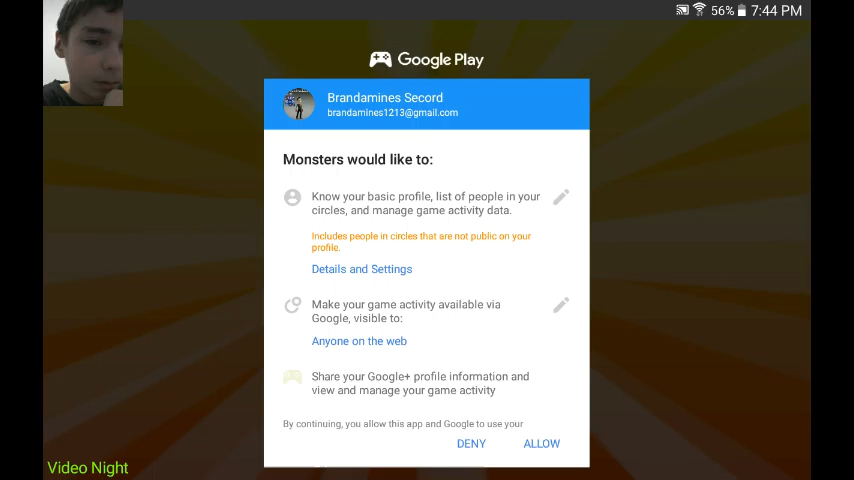 56% 7:44 PM
Google Play
Brandamines Secord
brandamines1213@gmail.com
Monsters would like to:
Know your basic profile, list of people in your
circles, and manage game activity data.
Includes people in circles that are not public on your
profile.
Details and Settings
Make your game activity available via
Google, visible to:
Anyone on the web
Share your Google+ profile information and
view and manage your game activity
By continuing, you allow this app and Google to use your
DENY ALLOW
Video Night